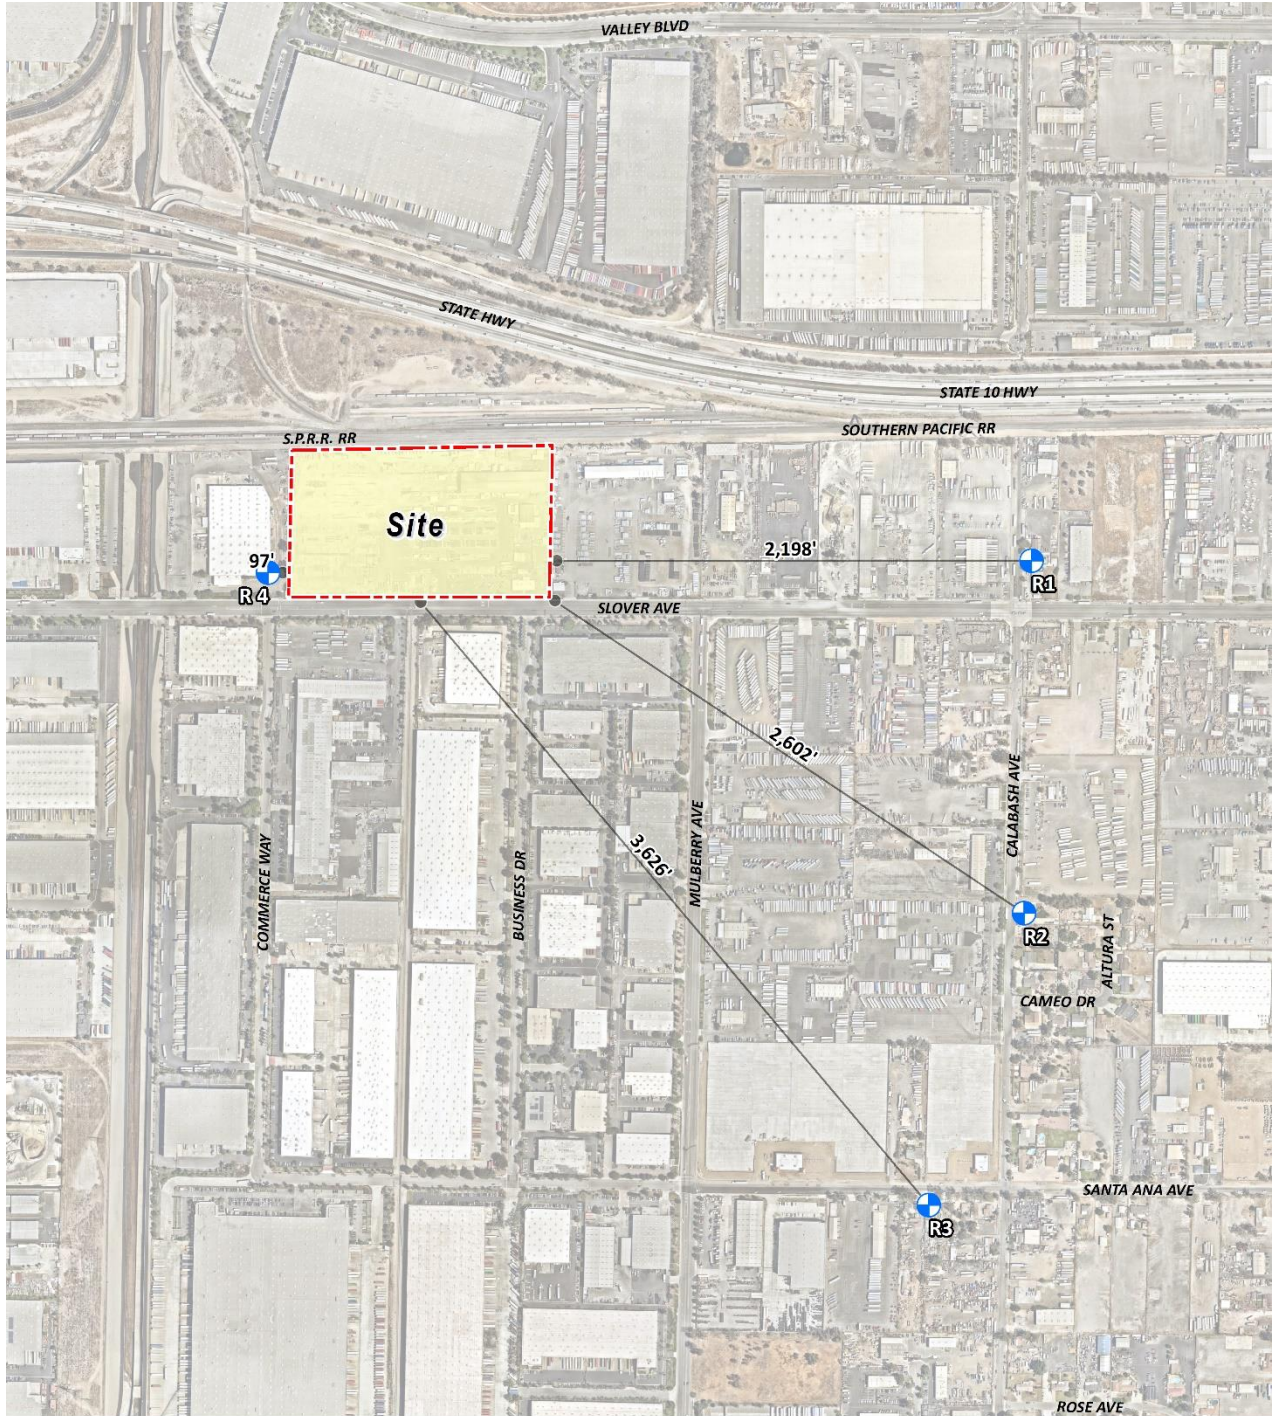 VALLEY BLVD
STATE HWY
STATE 10 HWY
SOUTHERN PACIFIC RR
S.P.R.R. RR
Site
97'
R 4
2,198'
R1
SLOVER AVE
2,602'
3,626'
MULBERRY AVE
CALABASH AVE
COMMERCE WAY
BUSINESS DR
R2
ALTURA ST
CAMEO DR
SANTA ANA AVE
R3
ROSE AVE